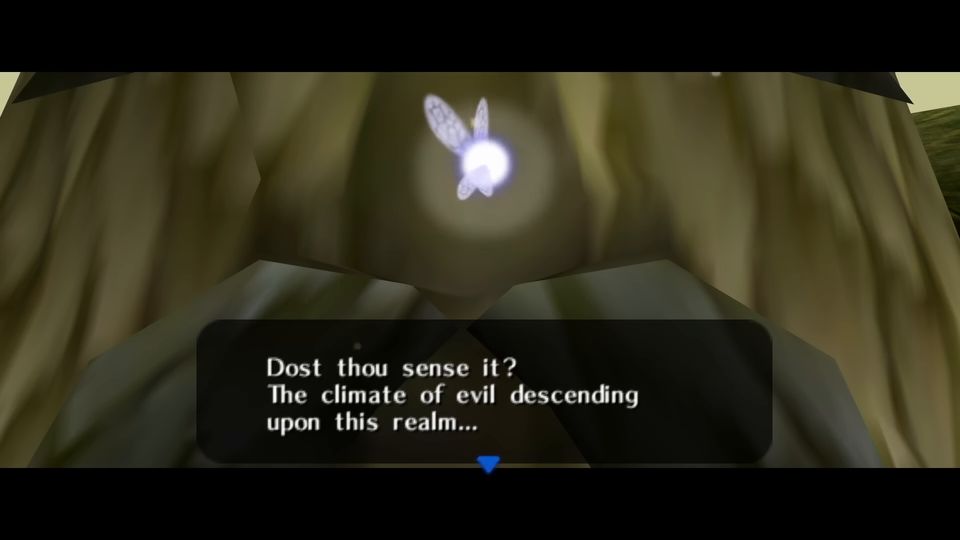 Dost thou sense it?
The climate of evil descending
upon this realm...